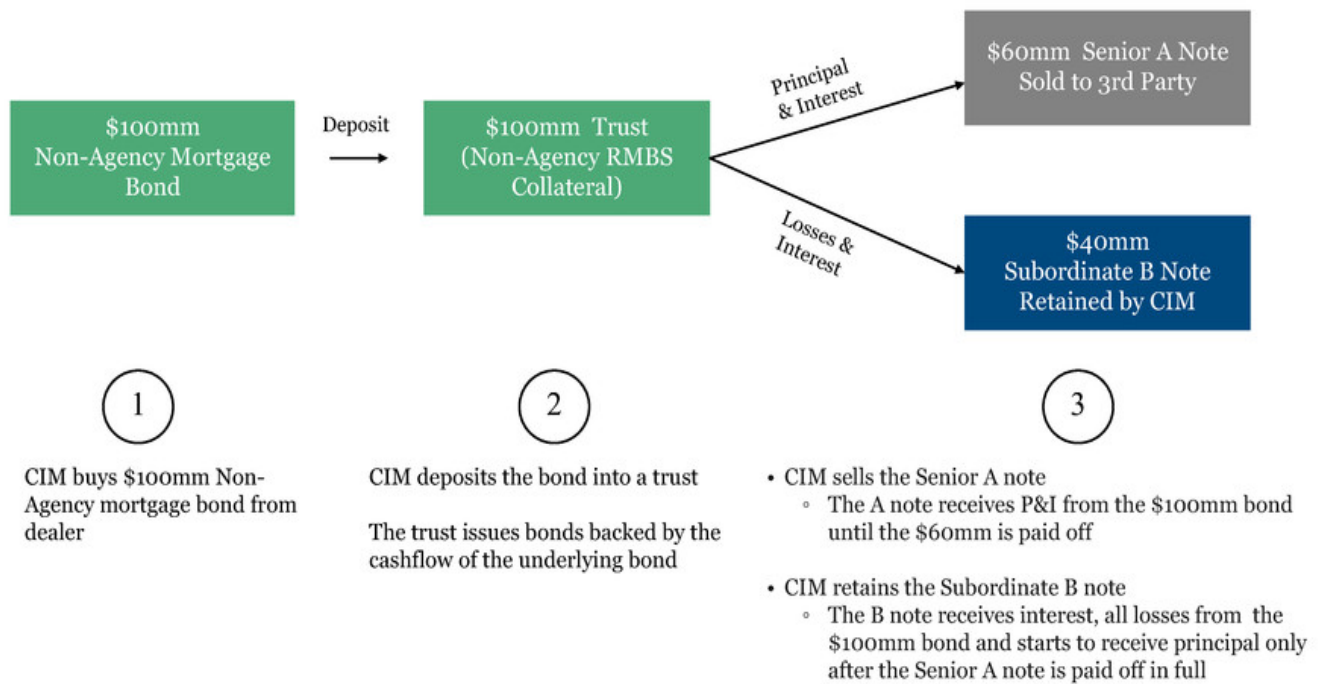 $100mm
Non-Agency Mortgage
Bond
Deposit
$100mm Trust
(Non-Agency RMBS
Collateral)
Principal
& Interest
$60mm Senior A Note
Sold to 3rd Party
Losses &
Interest
$40mm
Subordinate B Note
Retained by CIM
1
CIM buys $100mm Non-
Agency mortgage bond from
dealer
2
CIM deposits the bond into a trust
The trust issues bonds backed by the
cashflow of the underlying bond
3
• CIM sells the Senior A note
◦ The A note receives P&I from the $100mm bond
until the $60mm is paid off
• CIM retains the Subordinate B note
◦ The B note receives interest, all losses from the
$100mm bond and starts to receive principal only
after the Senior A note is paid off in full